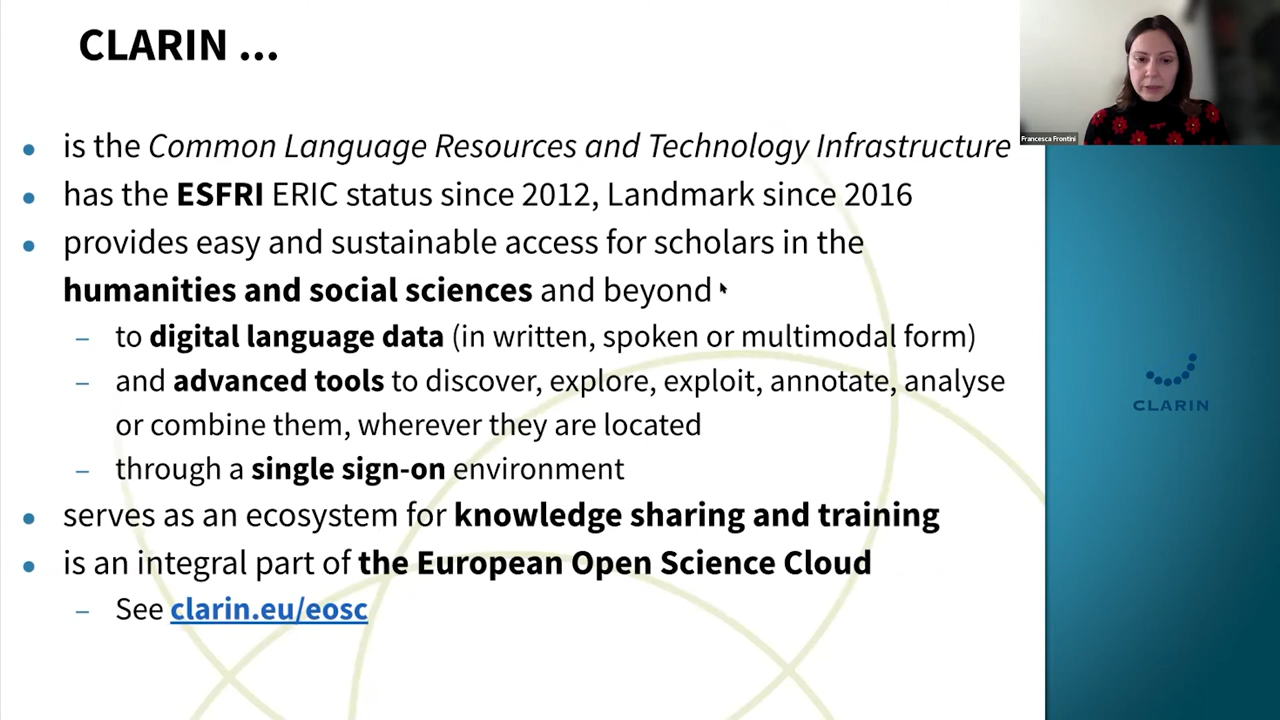 CLARIN ...
is the Common Language Resources and Technology Infrastructure
has the ESFRI ERIC status since 2012, Landmark since 2016
provides easy and sustainable access for scholars in the
humanities and social sciences and beyond
– to digital language data (in written, spoken or multimodal form)
– and advanced tools to discover, explore, exploit, annotate, analyse
or combine them, wherever they are located
– through a single sign-on environment
serves as an ecosystem for knowledge sharing and training
is an integral part of the European Open Science Cloud
– See clarin.eu/eosc
Francesca Frontini
CLARIN